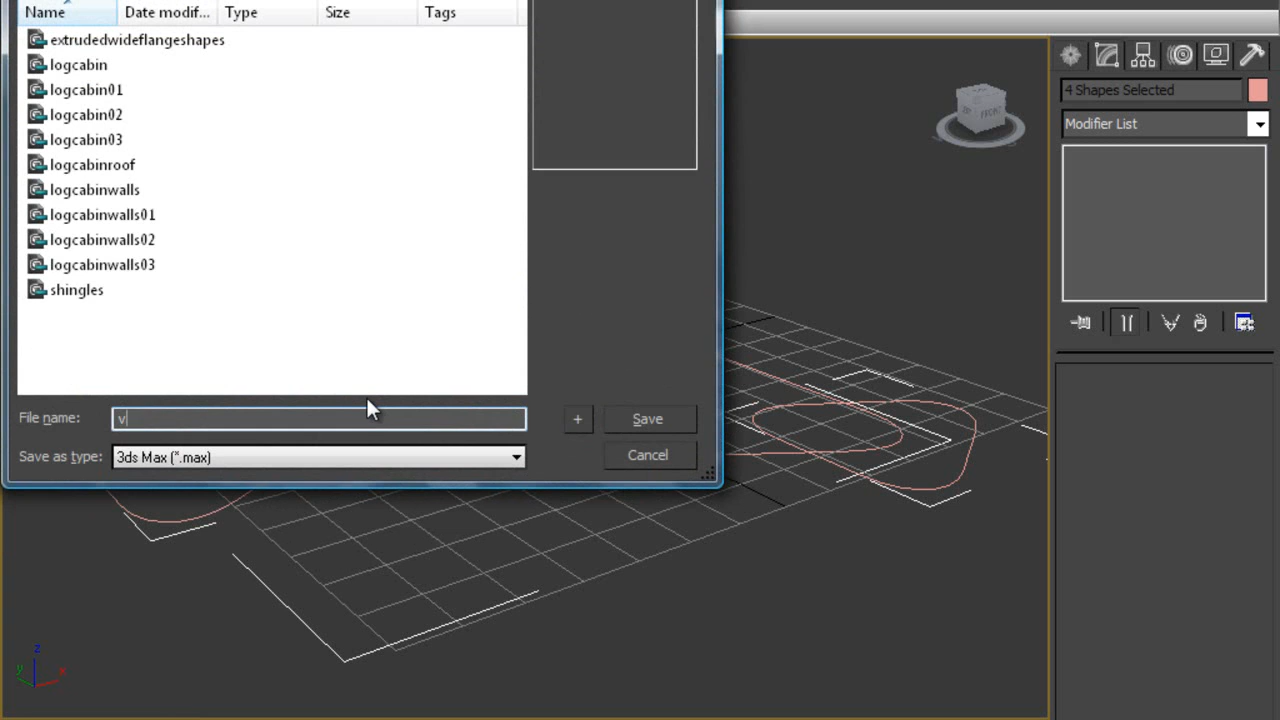 Name Date modif... Type Size Tags
extrudedwideflangeshapes
logcabin
logcabin01
logcabin02
logcabin03
logcabinroof
logcabinwalls
logcabinwalls01
logcabinwalls02
logcabinwalls03
shingles
File name: v + Save
Save as type: 3ds Max (*.max) Cancel
4 Shapes Selected
Modifier List
FRONT
z
y x